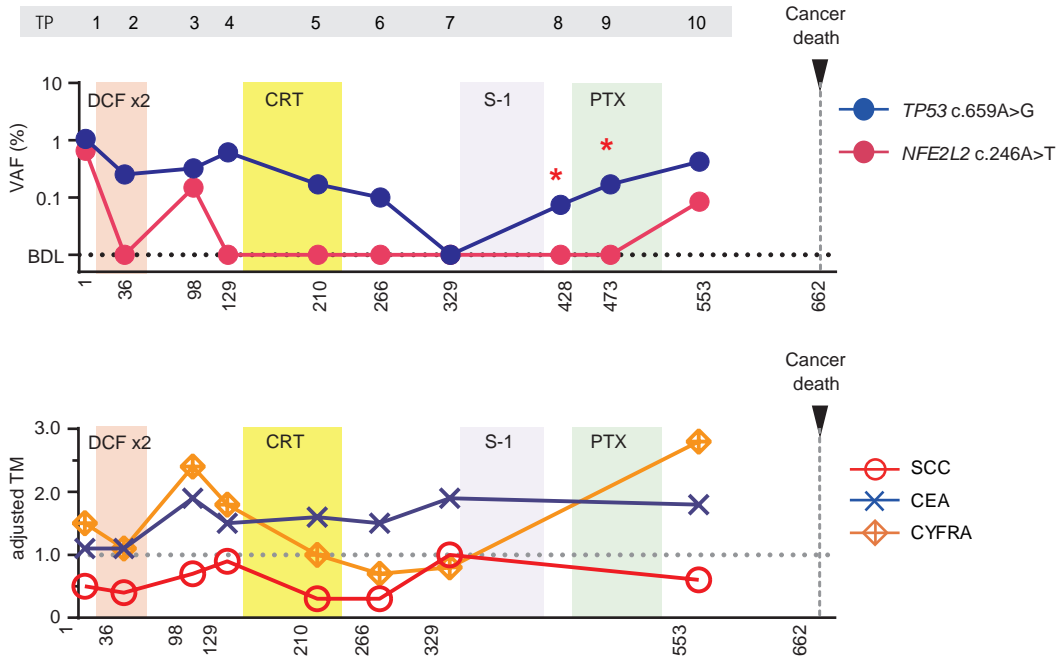 TP 1 2 3 4 5 6 7 8 9 10
Cancer
death
10
1
0.1
BDL
VAF (%)
DCF x2
CRT
S-1
PTX
*
*
1
36
98
129
210
266
329
428
473
553
662
TP53 c.659A>G
NFE2L2 c.246A>T
Cancer
death
3.0
2.0
1.0
0
adjusted TM
DCF x2
CRT
S-1
PTX
1
36
98
129
210
266
329
553
662
SCC
CEA
CYFRA